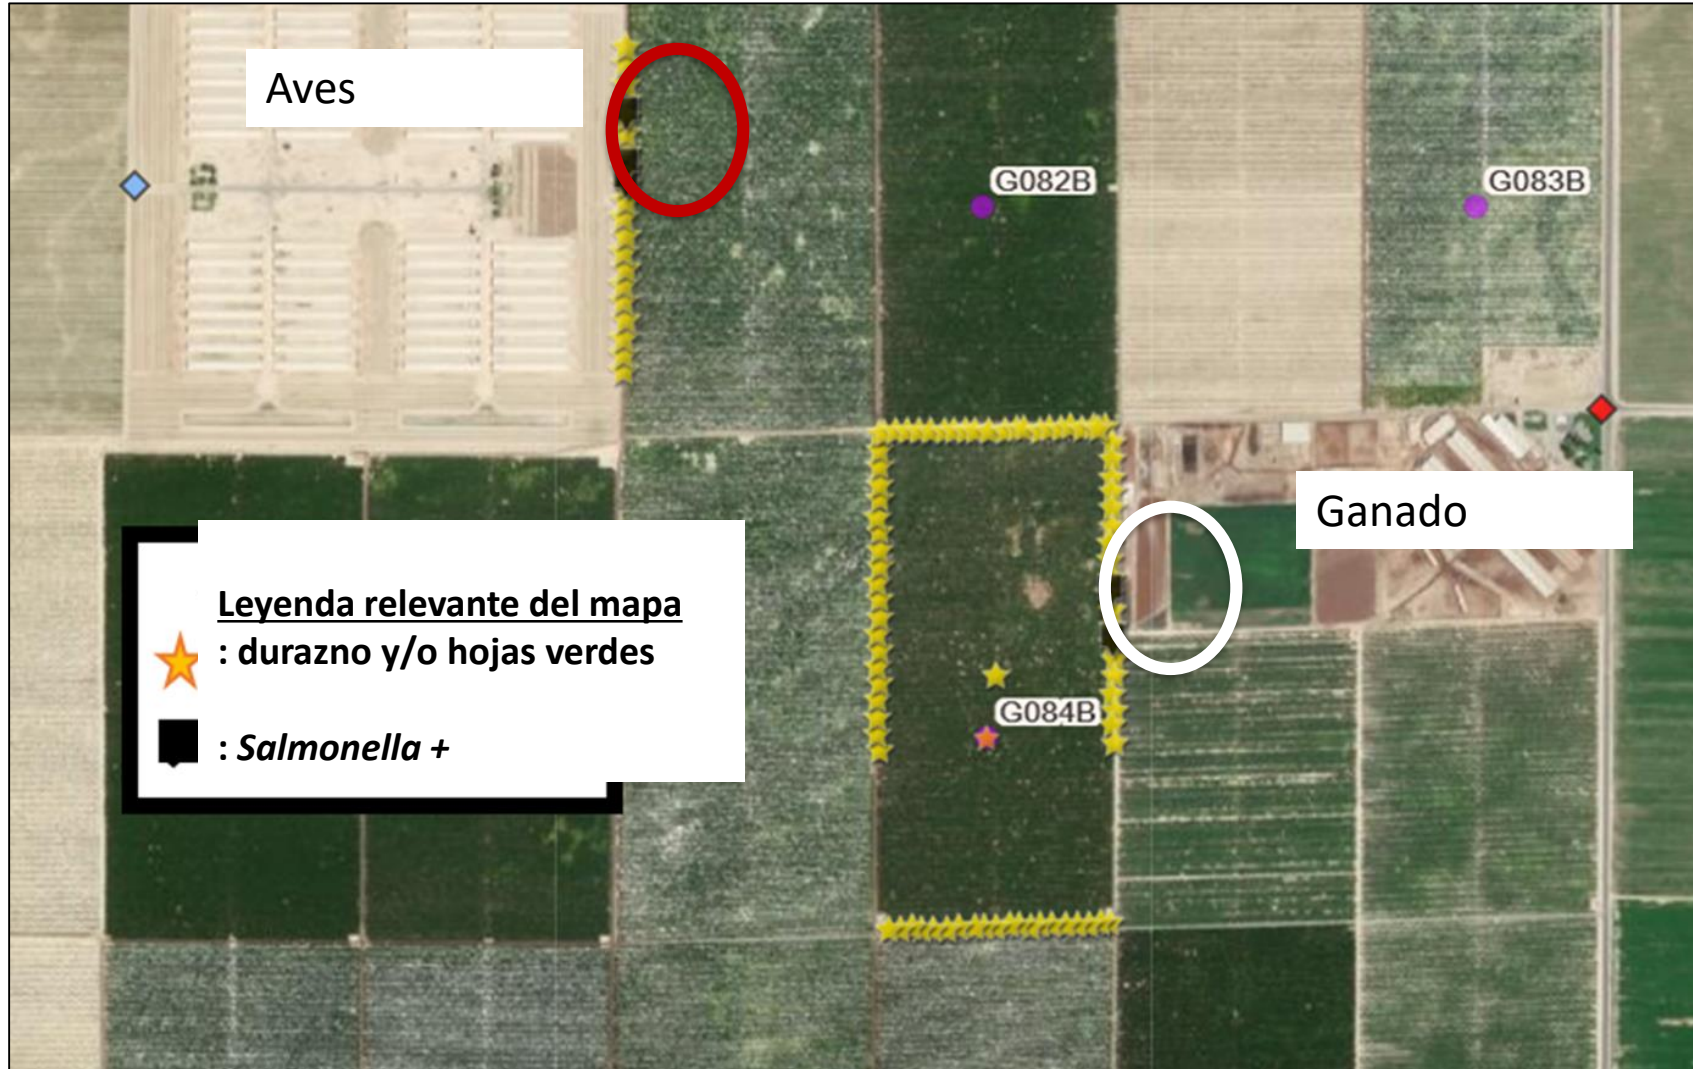 Aves
G082B
G083B
Ganado
Leyenda relevante del mapa
: durazno y/o hojas verdes
G084B
: Salmonella +